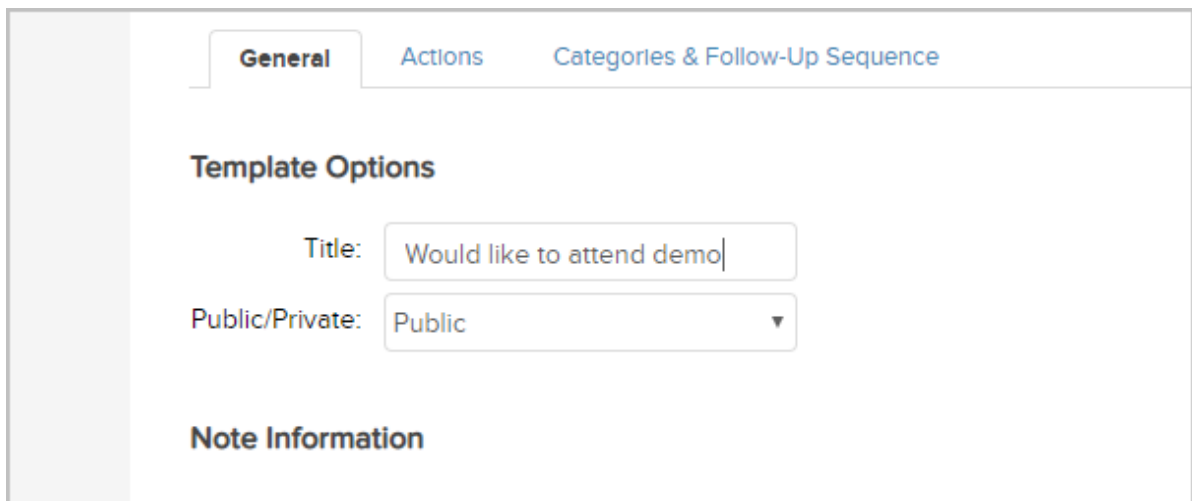 General Actions Categories & Follow-Up Sequence
Template Options
Title: Would like to attend demo
Public/Private: Public
Note Information